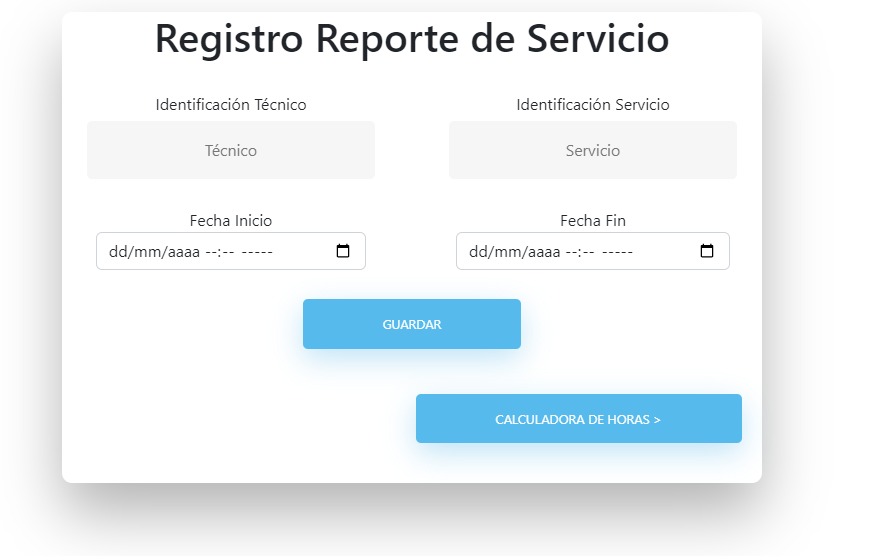 Registro Reporte de Servicio
Identificación Técnico
Identificación Servicio
Técnico
Servicio
Fecha Inicio
Fecha Fin
dd/mm/aaaa --:-- -----
dd/mm/aaaa --:-- -----
GUARDAR
CALCULADORA DE HORAS >